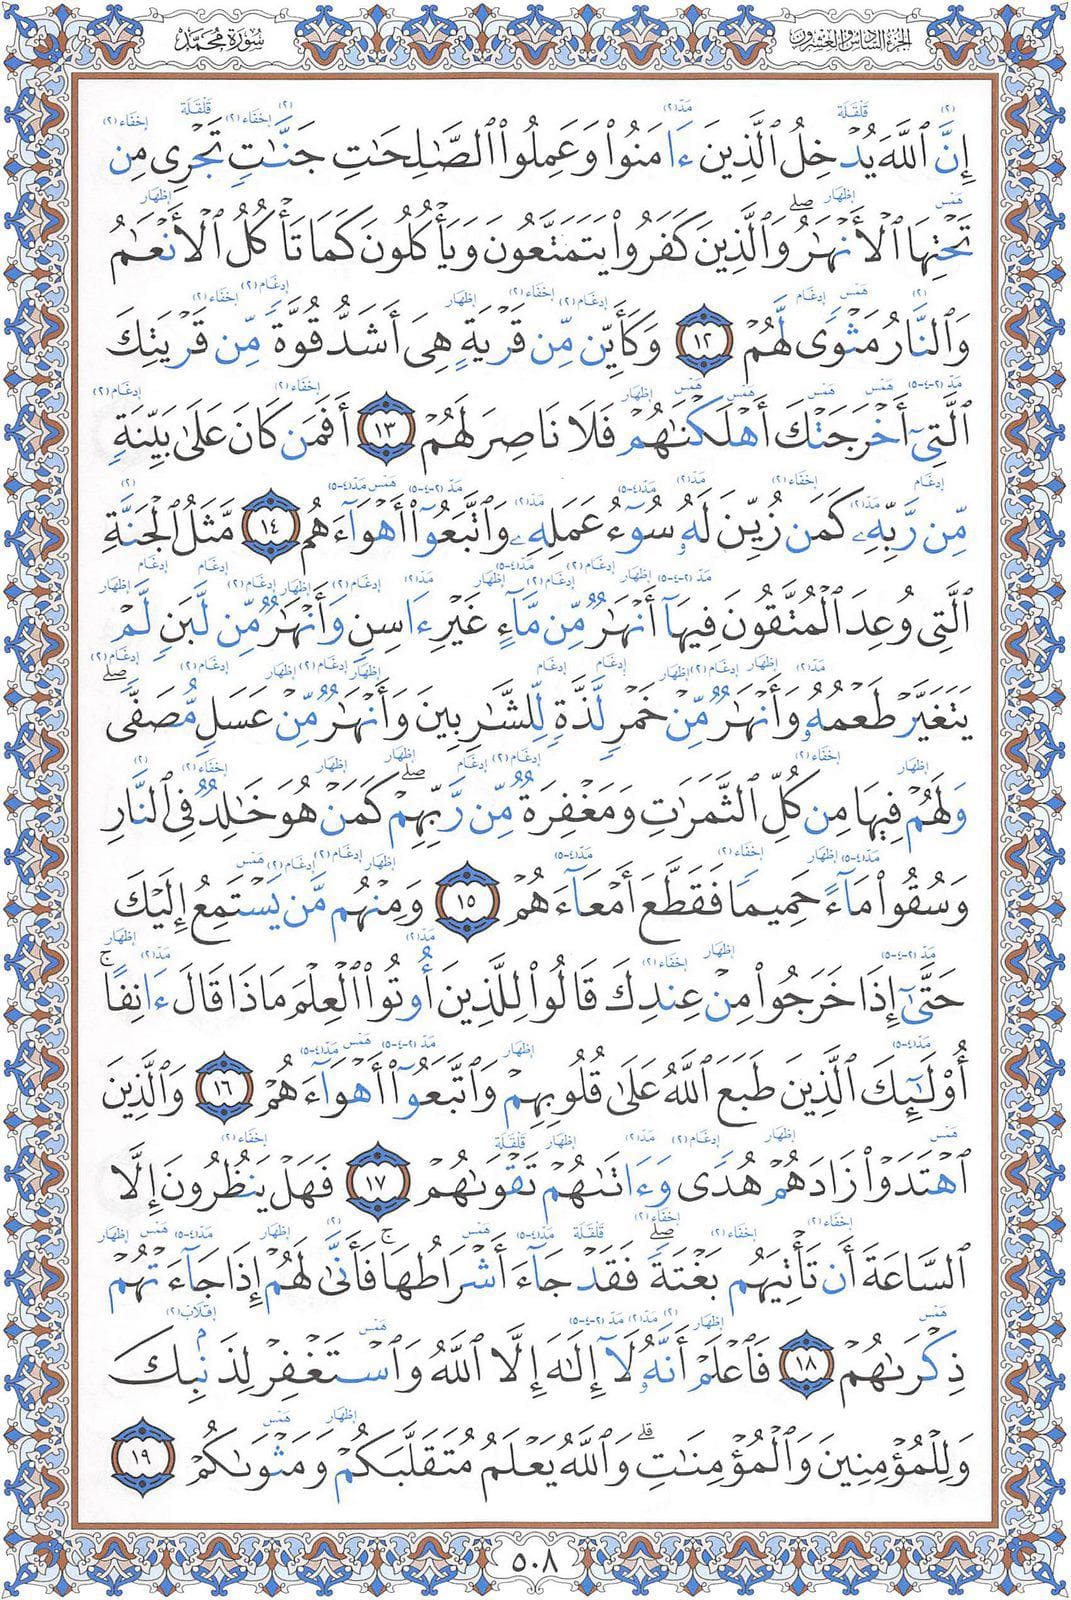 الجزء السادس والعشرون
سورة محمد
إِنَّ ٱللَّهَ يُدۡخِلُ ٱلَّذِينَ ءَامَنُواْ وَعَمِلُواْ ٱلصَّٰلِحَٰتِ جَنَّٰتٖ تَجۡرِي مِن
تَحۡتِهَا ٱلۡأَنۡهَٰرُۖ وَٱلَّذِينَ كَفَرُواْ يَتَمَتَّعُونَ وَيَأۡكُلُونَ كَمَا تَأۡكُلُ ٱلۡأَنۡعَٰمُ
وَٱلنَّارُ مَثۡوٗى لَّهُمۡ ١٢ وَكَأَيِّن مِّن قَرۡيَةٍ هِيَ أَشَدُّ قُوَّةٗ مِّن قَرۡيَتِكَ
ٱلَّتِيٓ أَخۡرَجَتۡكَ أَهۡلَكۡنَٰهُمۡ فَلَا نَاصِرَ لَهُمۡ ١٣ أَفَمَن كَانَ عَلَىٰ بَيِّنَةٖ
مِّن رَّبِّهِۦ كَمَن زُيِّنَ لَهُۥ سُوٓءُ عَمَلِهِۦ وَٱتَّبَعُوٓاْ أَهۡوَآءَهُم ١٤ مَّثَلُ ٱلۡجَنَّةِ
ٱلَّتِي وُعِدَ ٱلۡمُتَّقُونَ فِيهَآ أَنۡهَٰرٞ مِّن مَّآءٍ غَيۡرِ ءَاسِنٖ وَأَنۡهَٰرٞ مِّن لَّبَنٖ لَّمۡ
يَتَغَيَّرۡ طَعۡمُهُۥ وَأَنۡهَٰرٞ مِّنۡ خَمۡرٖ لَّذَّةٖ لِّلشَّٰرِبِينَ وَأَنۡهَٰرٞ مِّنۡ عَسَلٖ مُّصَفّٗىۖ
وَلَهُمۡ فِيهَا مِن كُلِّ ٱلثَّمَرَٰتِ وَمَغۡفِرَةٞ مِّن رَّبِّهِمۡۖ كَمَنۡ هُوَ خَٰلِدٞ فِي ٱلنَّارِ
وَسُقُواْ مَآءً حَمِيمٗا فَقَطَّعَ أَمۡعَآءَهُمۡ ١٥ وَمِنۡهُم مَّن يَسۡتَمِعُ إِلَيۡكَ
حَتَّىٰٓ إِذَا خَرَجُواْ مِنۡ عِندِكَ قَالُواْ لِلَّذِينَ أُوتُواْ ٱلۡعِلۡمَ مَاذَا قَالَ ءَانِفًاۚ
أُوْلَٰٓئِكَ ٱلَّذِينَ طَبَعَ ٱللَّهُ عَلَىٰ قُلُوبِهِمۡ وَٱتَّبَعُوٓاْ أَهۡوَآءَهُمۡ ١٦ وَٱلَّذِينَ
ٱهۡتَدَوۡاْ زَادَهُمۡ هُدٗى وَءَاتَىٰهُمۡ تَقۡوَىٰهُمۡ ١٧ فَهَلۡ يَنظُرُونَ إِلَّا
ٱلسَّاعَةَ أَن تَأۡتِيَهُم بَغۡتَةٗۖ فَقَدۡ جَآءَ أَشۡرَاطُهَاۚ فَأَنَّىٰ لَهُمۡ إِذَا جَآءَتۡهُمۡ
ذِكۡرَىٰهُمۡ ١٨ فَٱعۡلَمۡ أَنَّهُۥ لَآ إِلَٰهَ إِلَّا ٱللَّهُ وَٱسۡتَغۡفِرۡ لِذَنۢبِكَ
وَلِلۡمُؤۡمِنِينَ وَٱلۡمُؤۡمِنَٰتِۗ وَٱللَّهُ يَعۡلَمُ مُتَقَلَّبَكُمۡ وَمَثۡوَىٰكُمۡ ١٩
٥٠٨